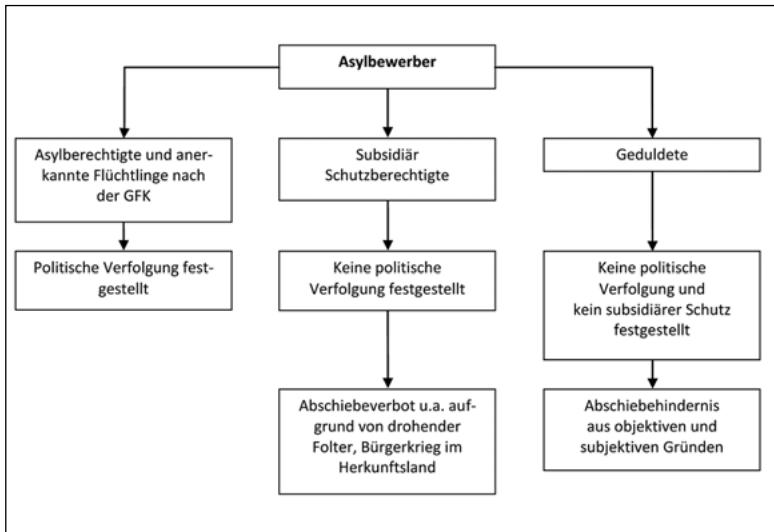 Asylbewerber
Asylberechtigte und aner-
kannte Flüchtlinge nach
der GFK
Politische Verfolgung fest-
gestellt
Subsidiär
Schutzberechtigte
Keine politische
Verfolgung festgestellt
Abschiebeverbot u.a. auf-
grund von drohender
Folter, Bürgerkrieg im
Herkunftsland
Geduldete
Keine politische
Verfolgung und
kein subsidiärer Schutz
festgestellt
Abschiebehindernis
aus objektiven und
subjektiven Gründen